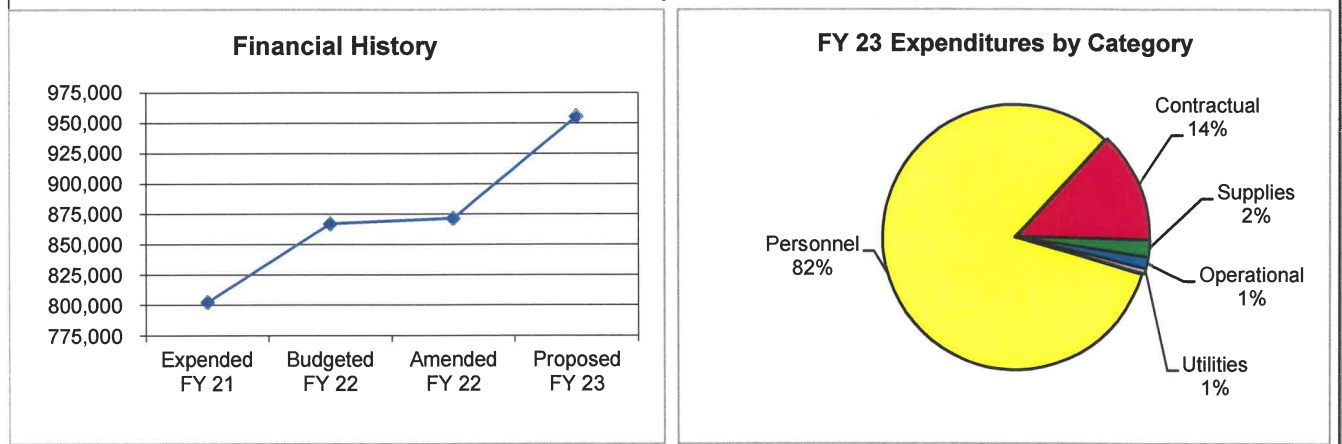 Financial History
975,000
950,000
925,000
900,000
875,000
850,000
825,000
800,000
775,000
Expended
FY 21
Budgeted
FY 22
Amended
FY 22
Proposed
FY 23
FY 23 Expenditures by Category
Contractual
14%
Supplies
2%
Personnel
82%
Operational
1%
Utilities
1%